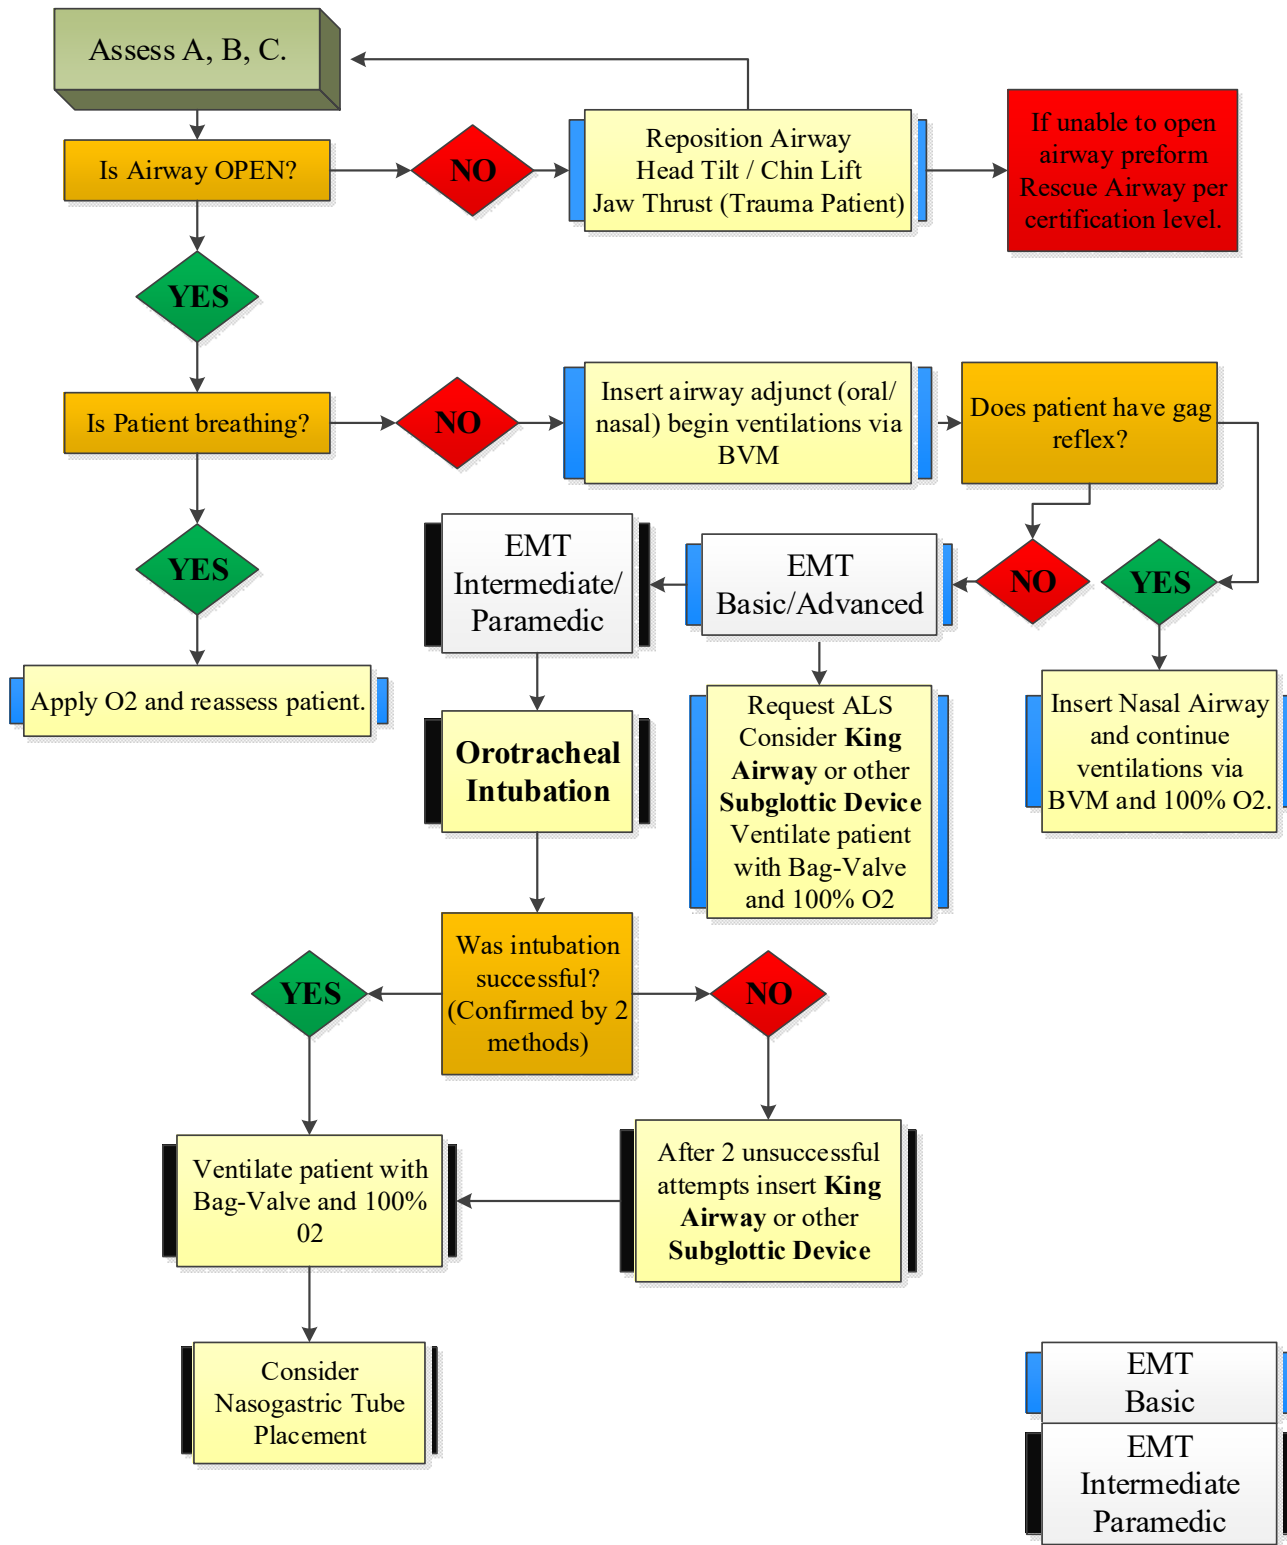 Assess A, B, C.
Is Airway OPEN?
NO
Reposition Airway
Head Tilt / Chin Lift
Jaw Thrust (Trauma Patient)
If unable to open
airway preform
Rescue Airway per
certification level.
YES
Is Patient breathing?
NO
Insert airway adjunct (oral/
nasal) begin ventilations via
BVM
Does patient have gag
reflex?
YES
EMT
Intermediate/
Paramedic
EMT
Basic/Advanced
NO
YES
Apply O2 and reassess patient.
Orotracheal
Intubation
Request ALS
Consider King
Airway or other
Subglottic Device
Ventilate patient
with Bag-Valve
and 100% O2
Insert Nasal Airway
and continue
ventilations via
BVM and 100% O2.
Was intubation
successful?
(Confirmed by 2
methods)
YES
NO
Ventilate patient with
Bag-Valve and 100%
02
After 2 unsuccessful
attempts insert King
Airway or other
Subglottic Device
Consider
Nasogastric Tube
Placement
EMT
Basic
EMT
Intermediate
Paramedic